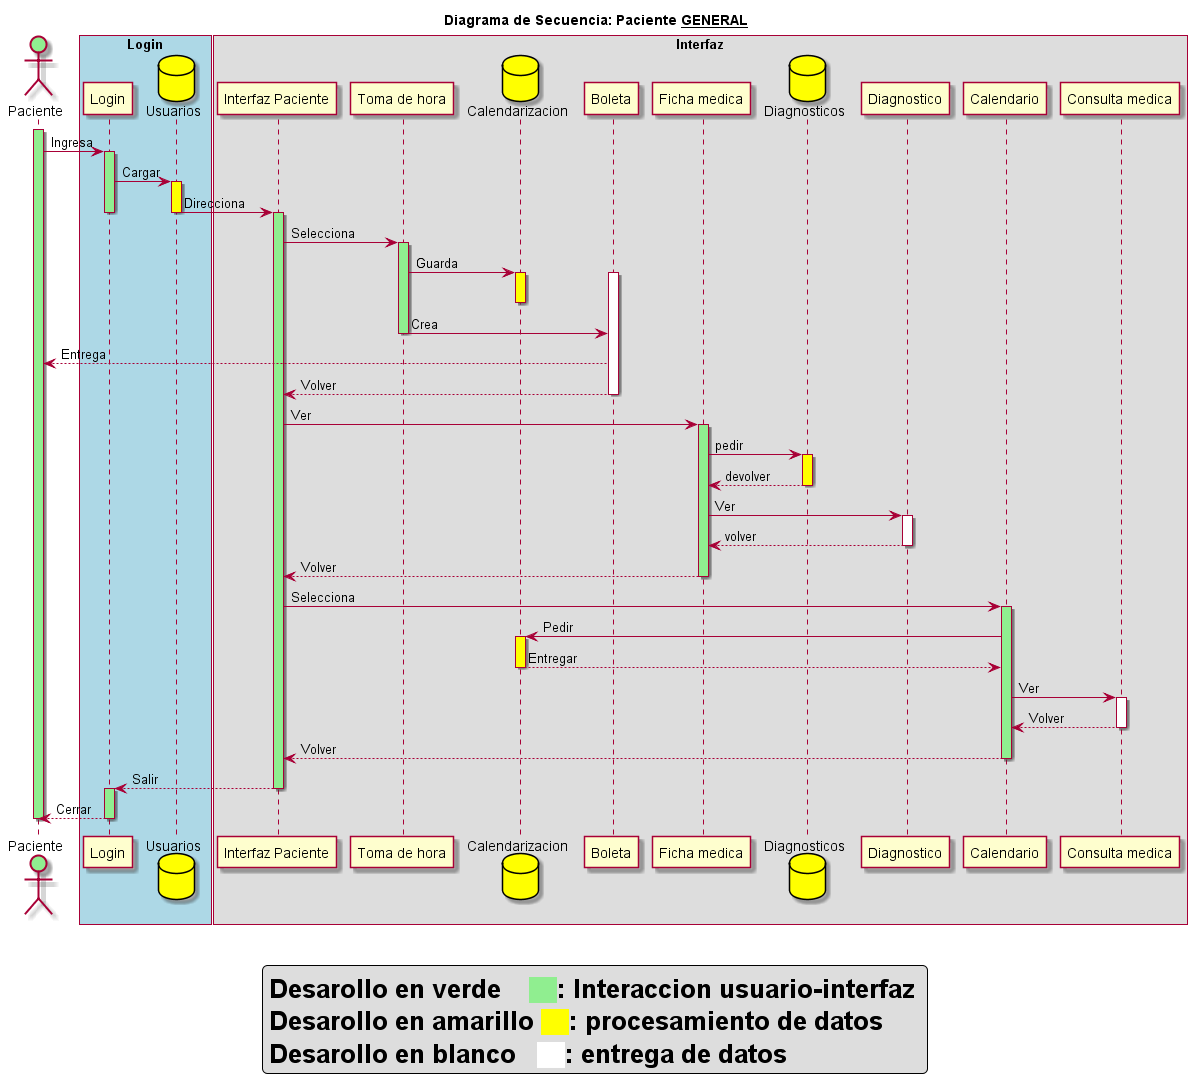 Diagrama de Secuencia: Paciente GENERAL
Login
Interfaz
Paciente
Login
Usuarios
Interfaz Paciente
Toma de hora
Calendarizacion
Boleta
Ficha medica
Diagnosticos
Diagnostico
Calendario
Consulta medica
Ingresa
Cargar
Direcciona
Selecciona
Guarda
Crea
Entrega
Volver
Ver
pedir
devolver
Ver
volver
Volver
Selecciona
Pedir
Entregar
Ver
Volver
Volver
Salir
Cerrar
Paciente
Login
Usuarios
Interfaz Paciente
Toma de hora
Calendarizacion
Boleta
Ficha medica
Diagnosticos
Diagnostico
Calendario
Consulta medica
Desarollo en verde : Interaccion usuario-interfaz
Desarollo en amarillo : procesamiento de datos
Desarollo en blanco : entrega de datos